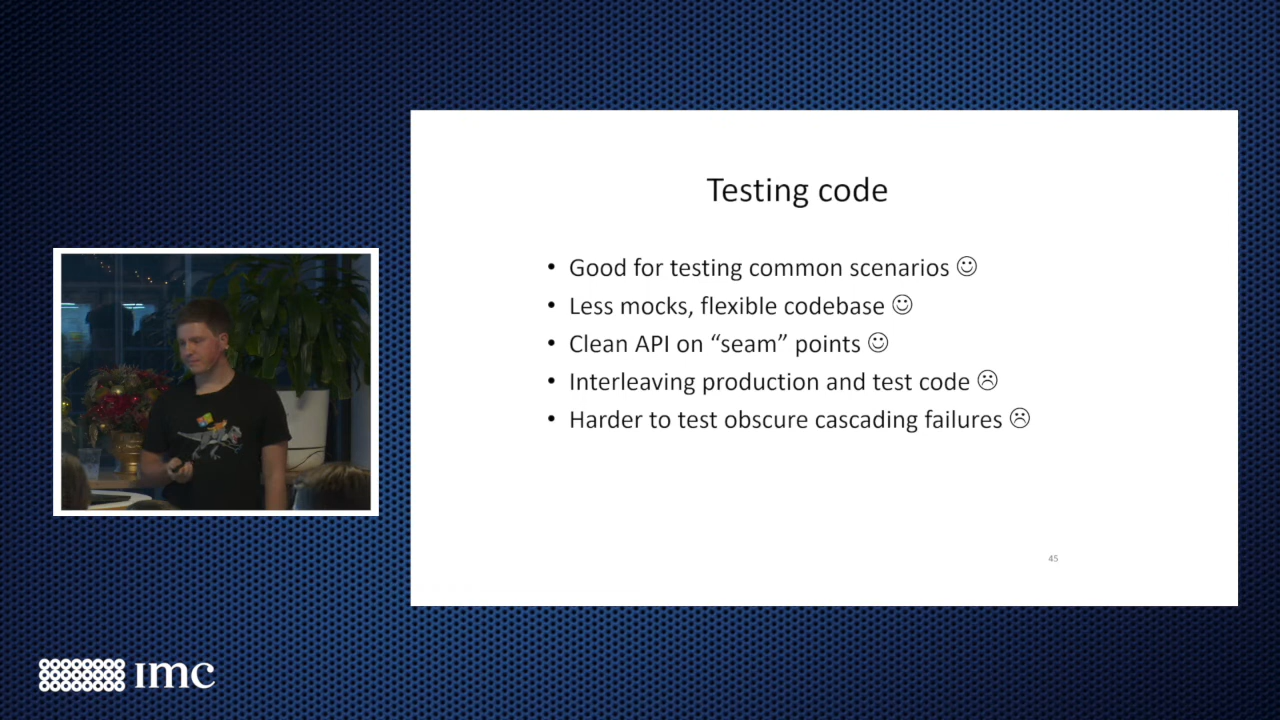 Testing code
• Good for testing common scenarios ☺
• Less mocks, flexible codebase ☺
• Clean API on “seam” points ☺
• Interleaving production and test code ☹
• Harder to test obscure cascading failures ☹
45
imc